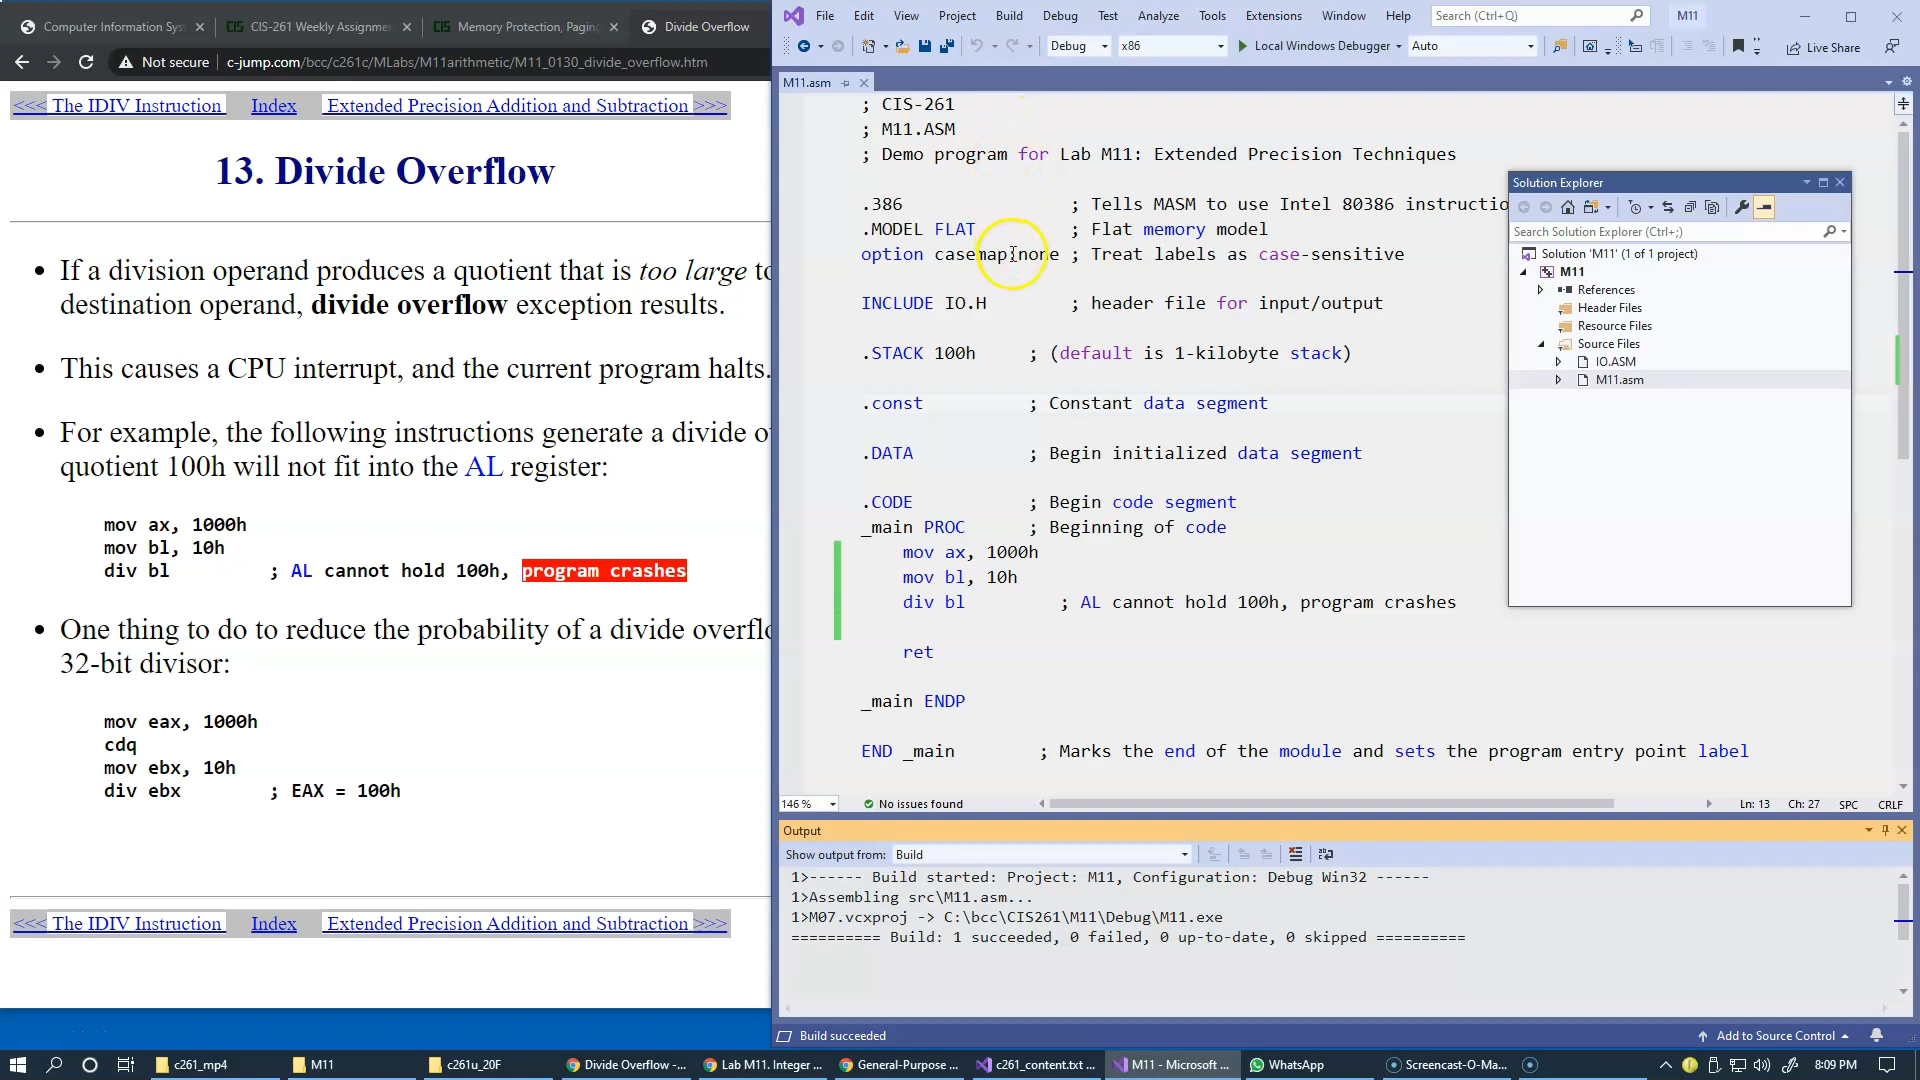 Computer Information Sys
CIS-261 Weekly Assignme
Memory Protection, Paging
Divide Overflow
Not secure
c-jump.com/bcc/c261c/MLabs/M11arithmetic/M11_0130_divide_overflow.htm
<<< The IDIV Instruction Index Extended Precision Addition and Subtraction >>>
13. Divide Overflow
If a division operand produces a quotient that is too large to
destination operand, divide overflow exception results.
This causes a CPU interrupt, and the current program halts.
For example, the following instructions generate a divide o
quotient 100h will not fit into the AL register:
mov ax, 1000h
mov bl, 10h
div bl ; AL cannot hold 100h, program crashes
One thing to do to reduce the probability of a divide overfl
32-bit divisor:
mov eax, 1000h
cdq
mov ebx, 10h
div ebx ; EAX = 100h
<<< The IDIV Instruction Index Extended Precision Addition and Subtraction >>>
File Edit View Project Build Debug Test Analyze Tools Extensions Window Help Search (Ctrl+Q) M11
Debug x86 Local Windows Debugger Auto Live Share
M11.asm
; CIS-261
; M11.ASM
; Demo program for Lab M11: Extended Precision Techniques
.386 ; Tells MASM to use Intel 80386 instructio
.MODEL FLAT ; Flat memory model
option casemap:none ; Treat labels as case-sensitive
INCLUDE IO.H ; header file for input/output
.STACK 100h ; (default is 1-kilobyte stack)
.const ; Constant data segment
.DATA ; Begin initialized data segment
.CODE ; Begin code segment
_main PROC ; Beginning of code
mov ax, 1000h
mov bl, 10h
div bl ; AL cannot hold 100h, program crashes
ret
_main ENDP
END _main ; Marks the end of the module and sets the program entry point label
Solution Explorer
Search Solution Explorer (Ctrl+;)
Solution 'M11' (1 of 1 project)
M11
References
Header Files
Resource Files
Source Files
IO.ASM
M11.asm
146 % No issues found Ln: 13 Ch: 27 SPC CRLF
Output
Show output from: Build
1>------ Build started: Project: M11, Configuration: Debug Win32 ------
1>Assembling src\M11.asm...
1>M07.vcxproj -> C:\bcc\CIS261\M11\Debug\M11.exe
========== Build: 1 succeeded, 0 failed, 0 up-to-date, 0 skipped ==========
Build succeeded Add to Source Control
c261_mp4 M11 c261u_20F Divide Overflow -... Lab M11. Integer ... General-Purpose ... c261_content.txt ... M11 - Microsoft ... WhatsApp Screencast-O-Ma... 8:09 PM